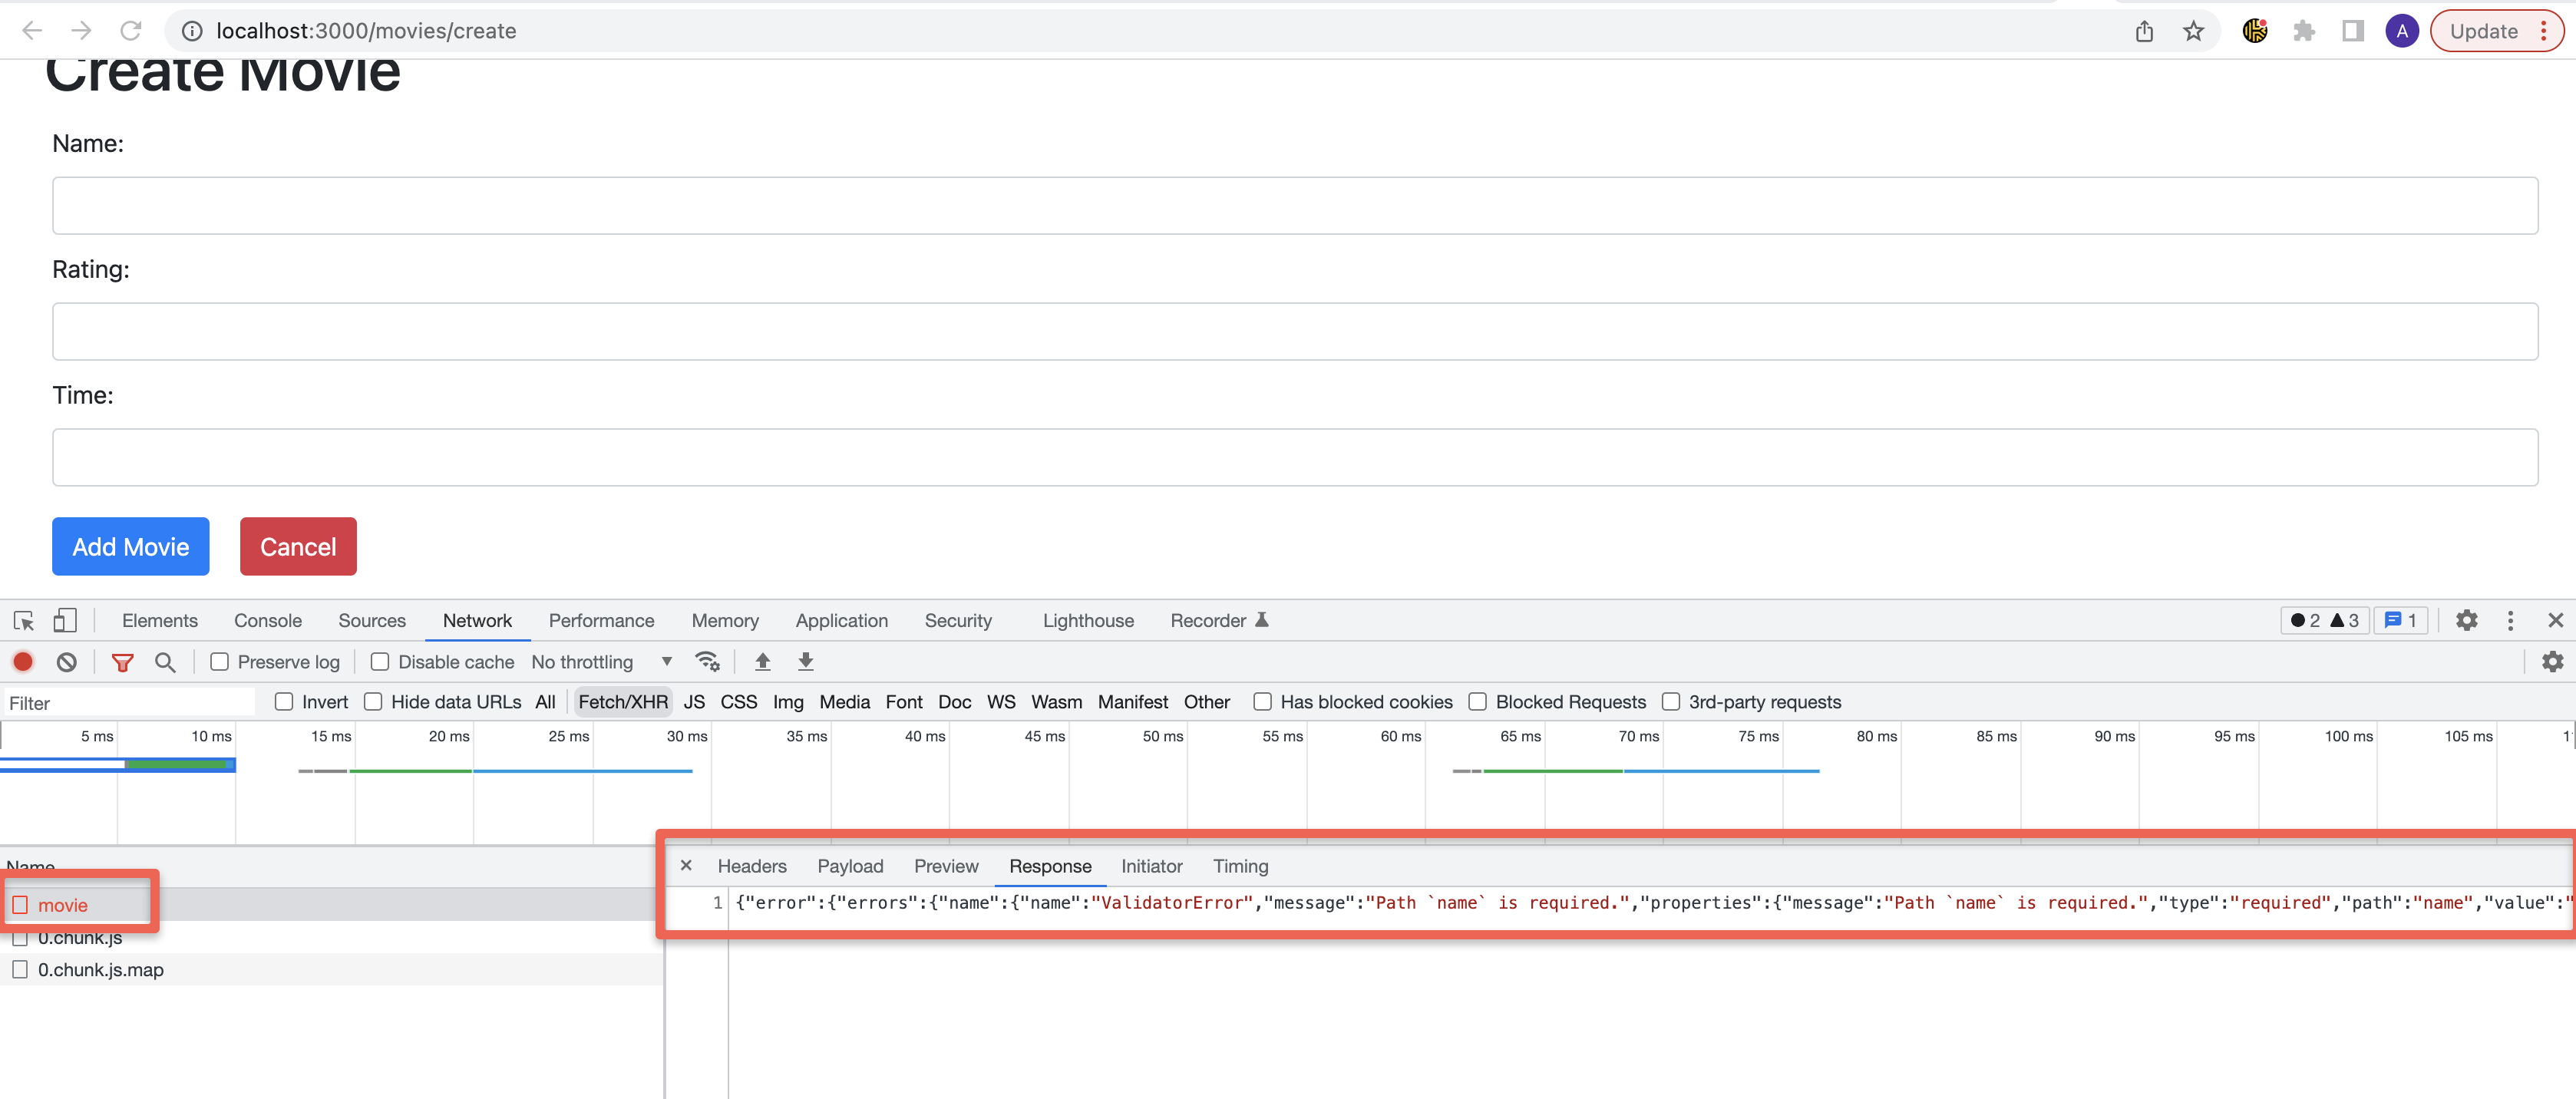 localhost:3000/movies/create
A
Update
Create Movie
Name:
Rating:
Time:
Add Movie Cancel
Elements Console Sources Network Performance Memory Application Security Lighthouse Recorder 2 3 1
Preserve log Disable cache No throttling
Filter Invert Hide data URLs All Fetch/XHR JS CSS Img Media Font Doc WS Wasm Manifest Other Has blocked cookies Blocked Requests 3rd-party requests
5 ms 10 ms 15 ms 20 ms 25 ms 30 ms 35 ms 40 ms 45 ms 50 ms 55 ms 60 ms 65 ms 70 ms 75 ms 80 ms 85 ms 90 ms 95 ms 100 ms 105 ms
Name
Headers Payload Preview Response Initiator Timing
movie
1 {"error":{"errors":{"name":{"name":"ValidatorError","message":"Path `name` is required.","properties":{"message":"Path `name` is required.","type":"required","path":"name","value":"
0.chunk.js
0.chunk.js.map